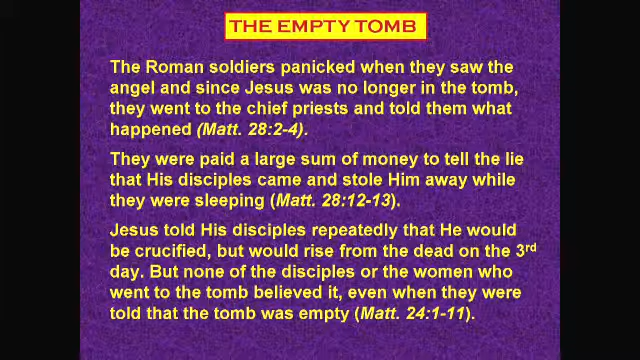 THE EMPTY TOMB
The Roman soldiers panicked when they saw the
angel and since Jesus was no longer in the tomb,
they went to the chief priests and told them what
happened (Matt. 28:2-4).
They were paid a large sum of money to tell the lie
that His disciples came and stole Him away while
they were sleeping (Matt. 28:12-13).
Jesus told His disciples repeatedly that He would
be crucified, but would rise from the dead on the 3rd
day. But none of the disciples or the women who
went to the tomb believed it, even when they were
told that the tomb was empty (Matt. 24:1-11).